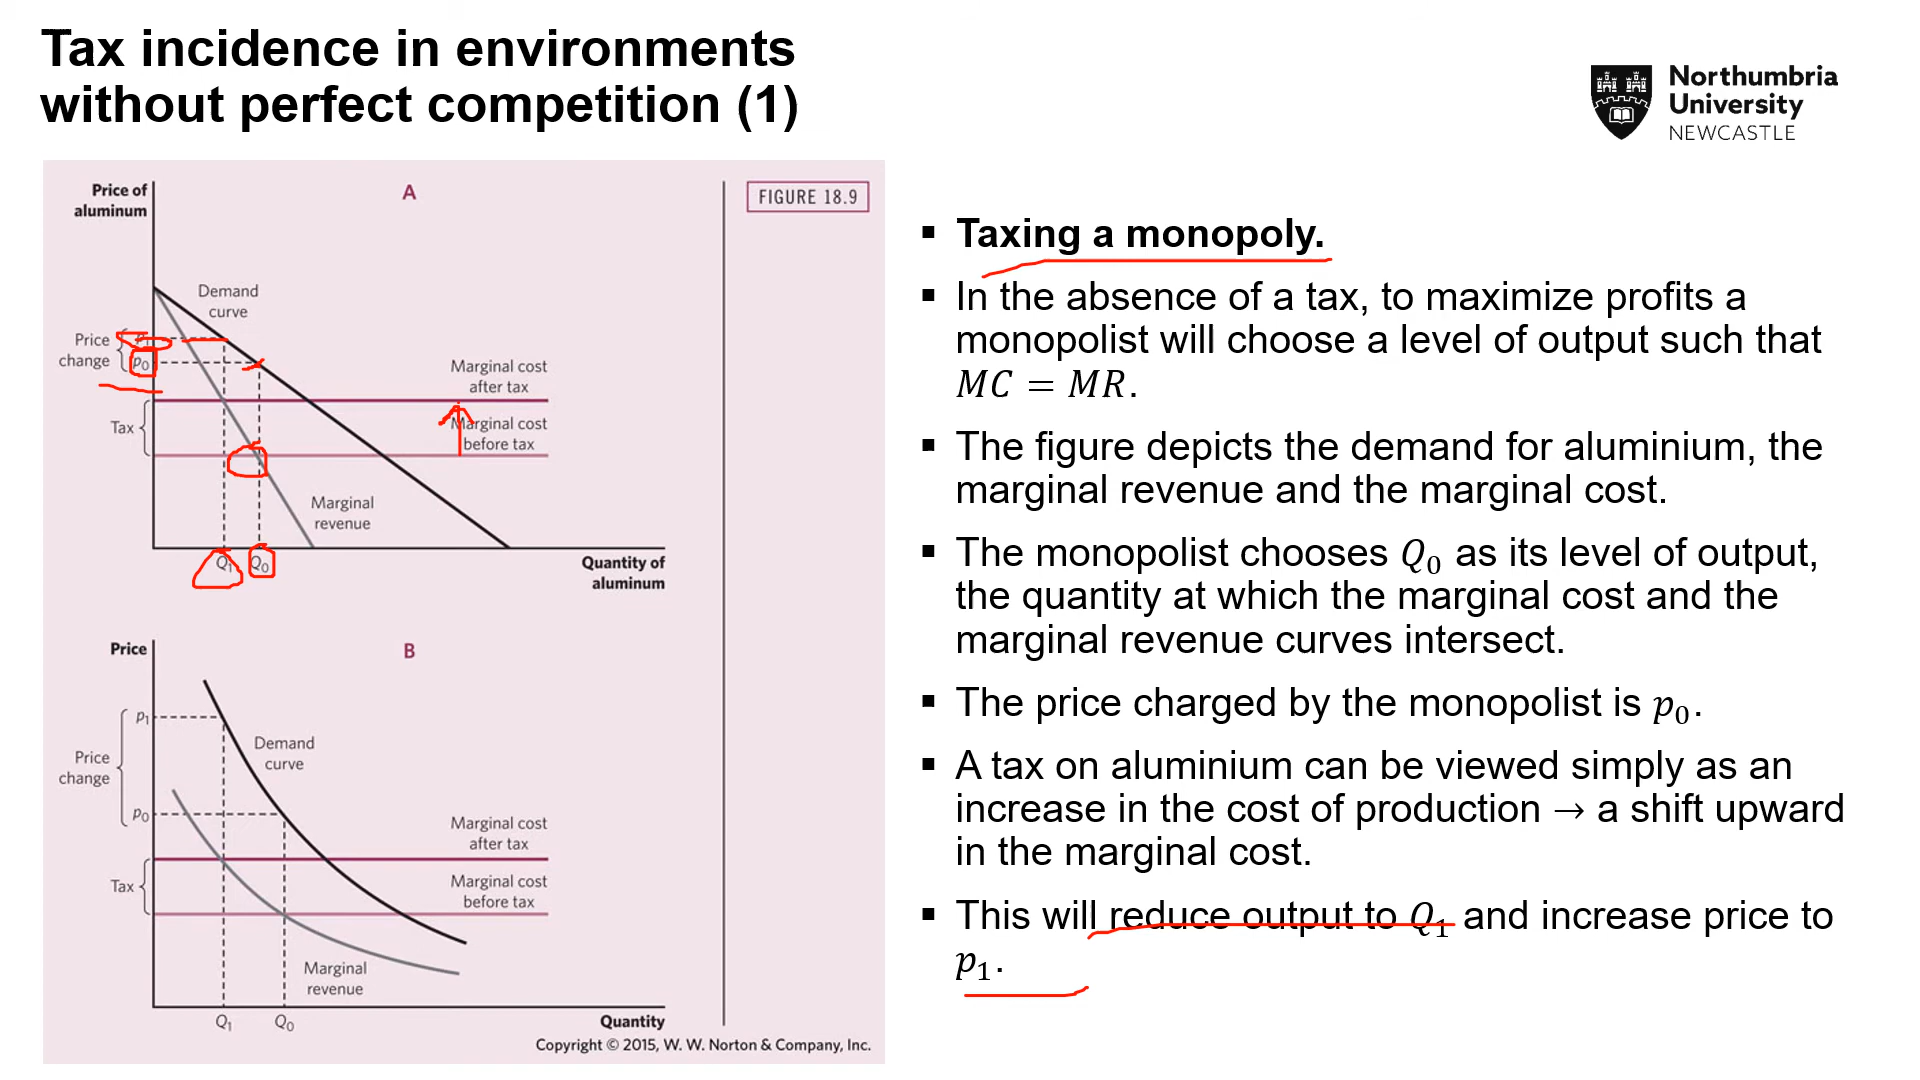 Tax incidence in environments
without perfect competition (1)
Northumbria
University
NEWCASTLE
Price of
aluminum
A
FIGURE 18.9
Demand
curve
Price
change
p₀
Marginal cost
after tax
Tax
Marginal cost
before tax
Marginal
revenue
Q₁ Q₀
Quantity of
aluminum
Price
B
p₁
Demand
curve
Price
change
p₀
Marginal cost
after tax
Tax
Marginal cost
before tax
Marginal
revenue
Q₁ Q₀
Quantity
Copyright © 2015, W. W. Norton & Company, Inc.
▪ Taxing a monopoly.
▪ In the absence of a tax, to maximize profits a
monopolist will choose a level of output such that
MC = MR.
▪ The figure depicts the demand for aluminium, the
marginal revenue and the marginal cost.
▪ The monopolist chooses Q₀ as its level of output,
the quantity at which the marginal cost and the
marginal revenue curves intersect.
▪ The price charged by the monopolist is p₀.
▪ A tax on aluminium can be viewed simply as an
increase in the cost of production → a shift upward
in the marginal cost.
▪ This will reduce output to Q₁ and increase price to
p₁.